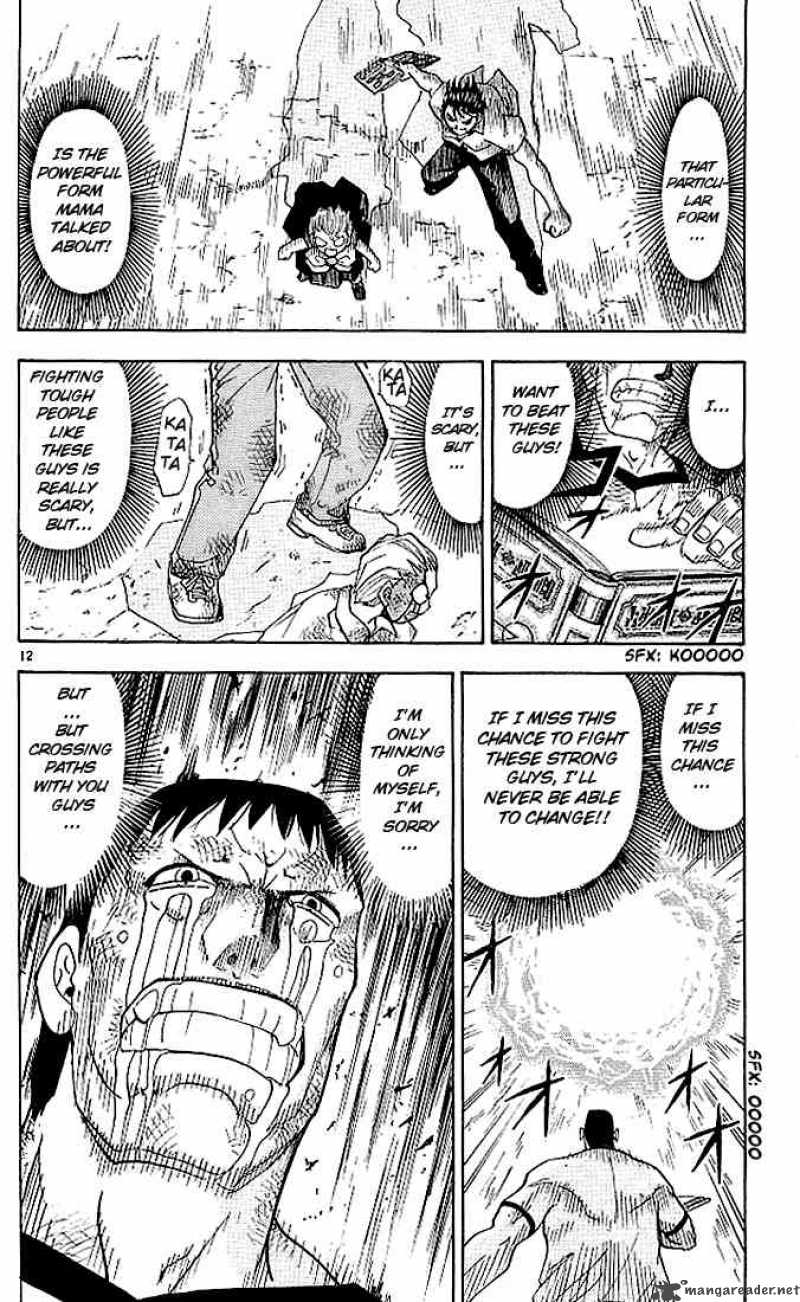 THAT
PARTICU-
LAR
FORM
...
IS THE
POWERFUL
FORM
MAMA
TALKED
ABOUT!
I...
WANT
TO BEAT
THESE
GUYS!
SFX: KOOOOO
KA
TA
IT'S
SCARY,
BUT
...
KA
TA
TA
FIGHTING
TOUGH
PEOPLE
LIKE
THESE
GUYS IS
REALLY
SCARY,
BUT...
12
IF I
MISS
THIS
CHANCE
...
IF I MISS THIS
CHANCE TO FIGHT
THESE STRONG
GUYS, I'LL
NEVER BE ABLE
TO CHANGE!!
SFX: OOOOO
I'M
ONLY
THINKING
OF
MYSELF,
I'M
SORRY
...
BUT
...
BUT
CROSSING
PATHS
WITH YOU
GUYS
...
mangareader.net